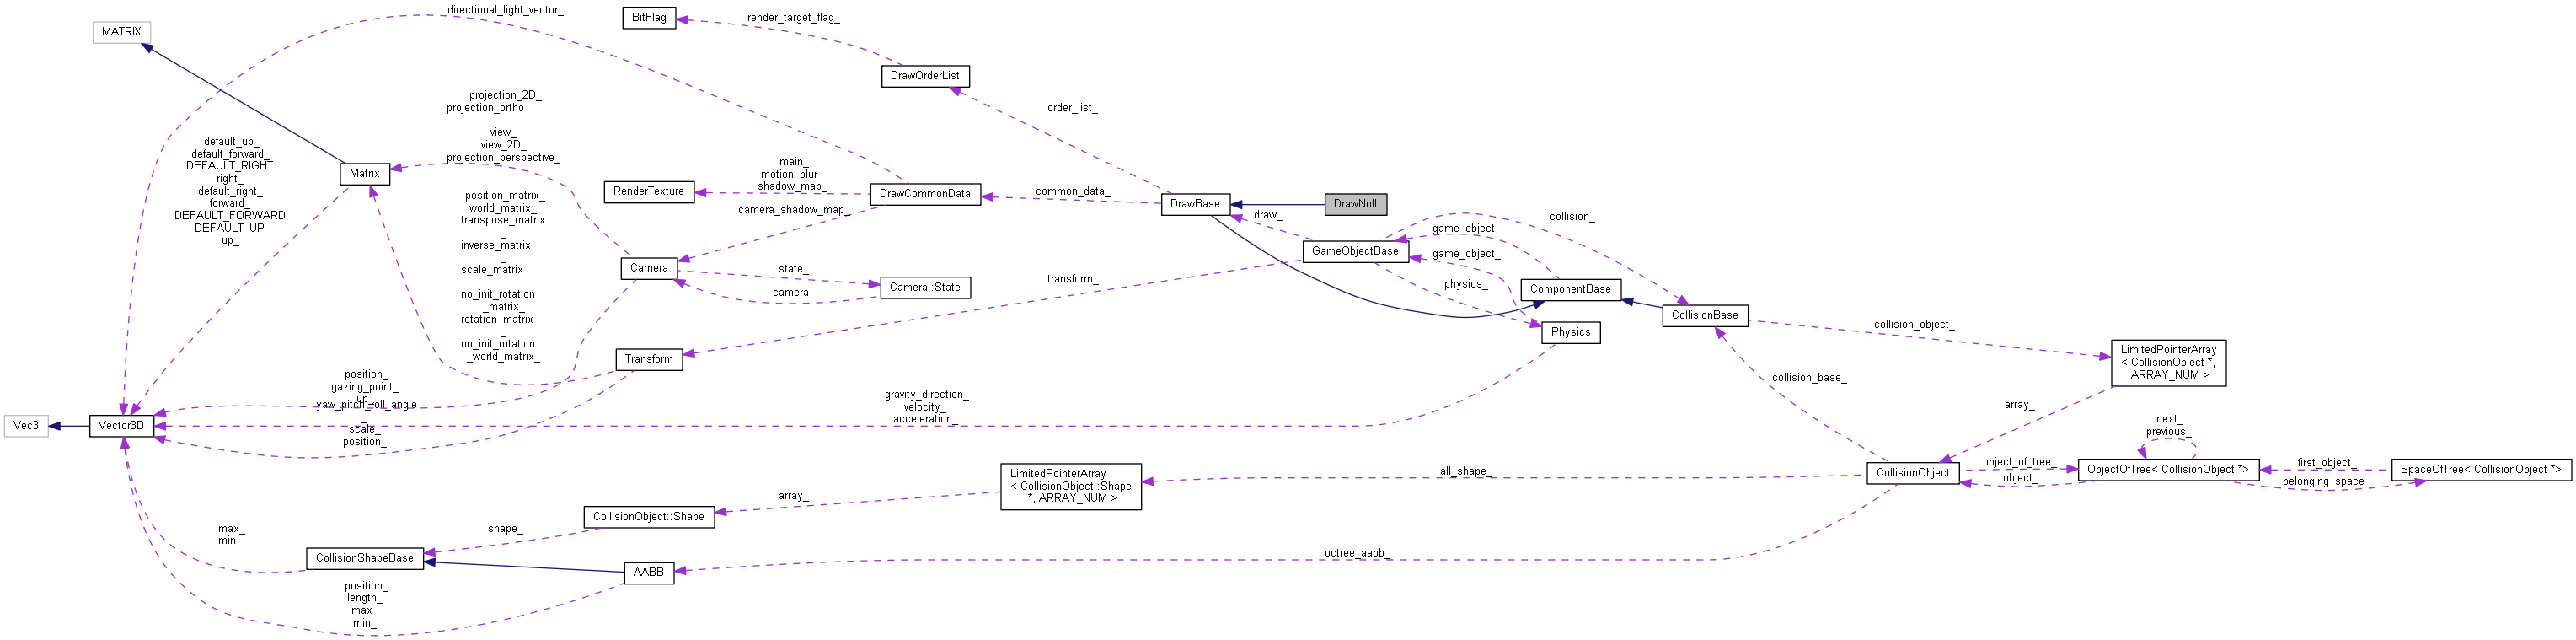 directional_light_vector_
BitFlag
render_target_flag_
MATRIX
DrawOrderList
projection_2D_
projection_ortho
_
view_
view_2D_
projection_perspective_
order_list_
default_up_
default_forward_
DEFAULT_RIGHT
right_
default_right_
forward_
DEFAULT_FORWARD
DEFAULT_UP
up_
Matrix
RenderTexture
main_
motion_blur_
shadow_map_
DrawCommonData
common_data_
DrawBase
DrawNull
position_matrix_
world_matrix_
transpose_matrix
_
inverse_matrix
_
scale_matrix
_
no_init_rotation
_matrix_
rotation_matrix
_
no_init_rotation
_world_matrix_
camera_shadow_map_
draw_
collision_
game_object_
GameObjectBase
game_object_
Camera
state_
camera_
Camera::State
transform_
physics_
ComponentBase
CollisionBase
Physics
collision_object_
LimitedPointerArray
< CollisionObject *,
ARRAY_NUM >
Transform
position_
gazing_point_
up_
yaw_pitch_roll_angle
_
scale_
position_
gravity_direction_
velocity_
acceleration_
collision_base_
array_
Vec3
Vector3D
next_
previous_
LimitedPointerArray
< CollisionObject::Shape
*, ARRAY_NUM >
all_shape_
CollisionObject
object_of_tree_
object_
ObjectOfTree< CollisionObject *>
first_object_
belonging_space_
SpaceOfTree< CollisionObject *>
array_
CollisionObject::Shape
shape_
max_
min_
CollisionShapeBase
octree_aabb_
AABB
position_
length_
max_
min_